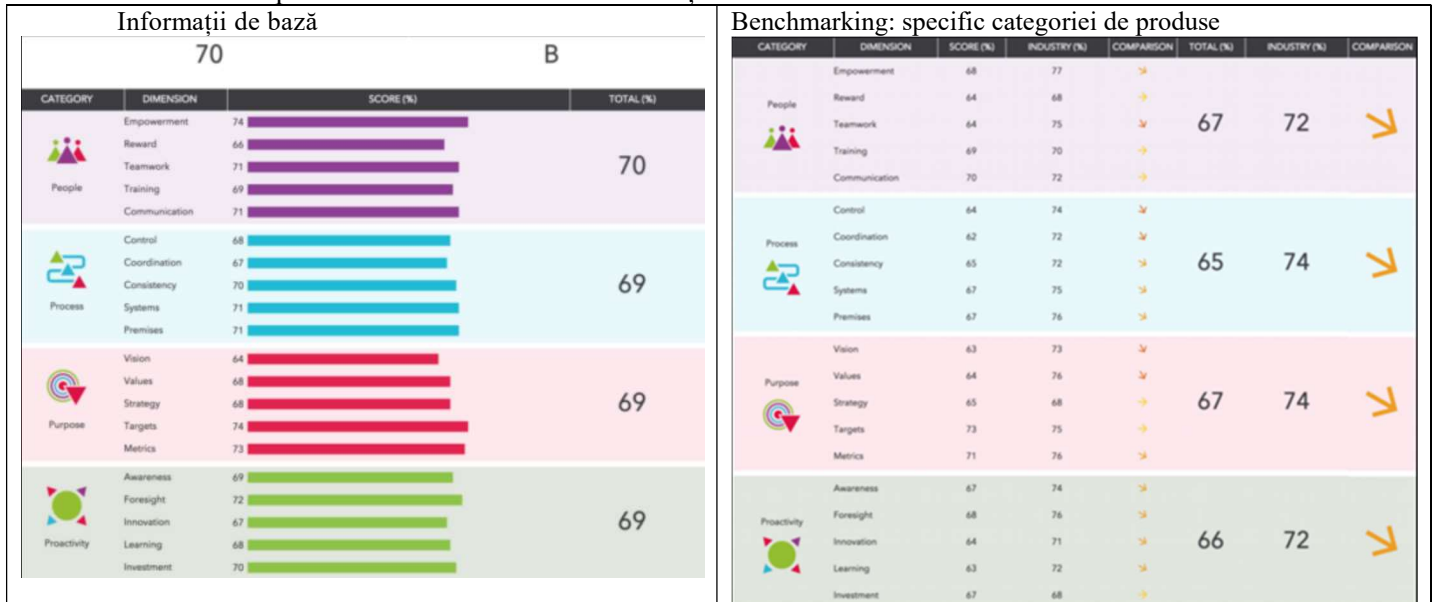 Informații de bază
70 B
CATEGORY DIMENSION SCORE (%) TOTAL (%)
Empowerment 74
Reward 66
Teamwork 71
Training 69
Communication 71
People
70
Control 68
Coordination 67
Consistency 70
Systems 71
Premises 71
Process
69
Vision 64
Values 68
Strategy 68
Targets 74
Metrics 73
Purpose
69
Awareness 69
Foresight 72
Innovation 67
Learning 68
Investment 70
Proactivity
69
Benchmarking: specific categoriei de produse
CATEGORY DIMENSION SCORE (%) INDUSTRY (%) COMPARISON TOTAL (%) INDUSTRY (%) COMPARISON
Empowerment 68 77
Reward 64 68
Teamwork 64 75
Training 69 70
Communication 70 72
People
67 72
Control 64 74
Coordination 62 72
Consistency 65 72
Systems 67 75
Premises 67 76
Process
65 74
Vision 63 73
Values 64 76
Strategy 65 68
Targets 73 75
Metrics 71 76
Purpose
67 74
Awareness 67 74
Foresight 68 76
Innovation 64 71
Learning 63 72
Investment 67 68
Proactivity
66 72